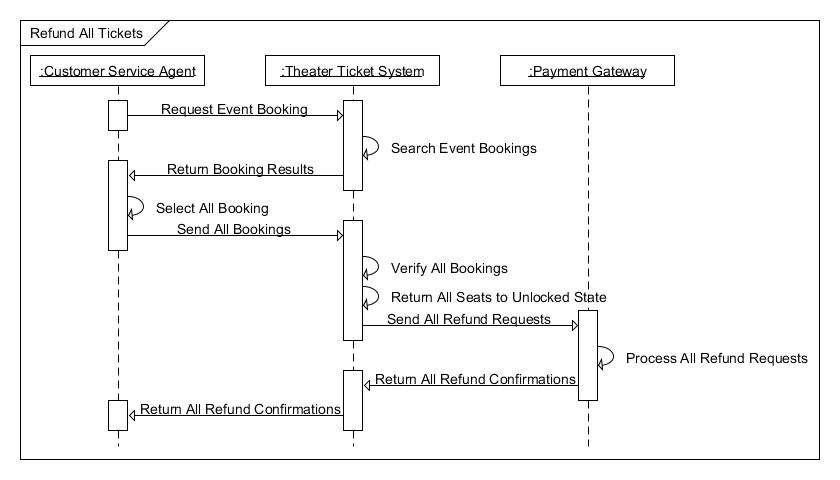 Refund All Tickets
:Customer Service Agent
:Theater Ticket System
:Payment Gateway
Request Event Booking
Search Event Bookings
Return Booking Results
Select All Booking
Send All Bookings
Verify All Bookings
Return All Seats to Unlocked State
Send All Refund Requests
Process All Refund Requests
Return All Refund Confirmations
Return All Refund Confirmations